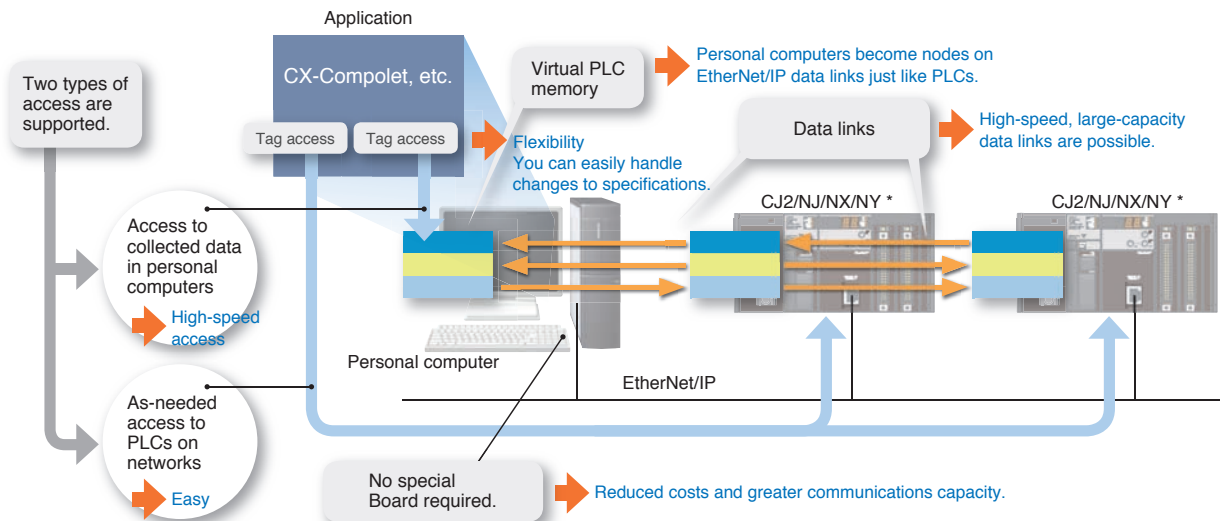 Application
CX-Compolet, etc.
Tag access
Tag access
Two types of
access are
supported.
Virtual PLC
memory
Personal computers become nodes on
EtherNet/IP data links just like PLCs.
Flexibility
You can easily handle
changes to specifications.
Data links
High-speed, large-capacity
data links are possible.
CJ2/NJ/NX/NY *
CJ2/NJ/NX/NY *
Access to
collected data
in personal
computers
High-speed
access
Personal computer
EtherNet/IP
As-needed
access to
PLCs on
networks
Easy
No special
Board required.
Reduced costs and greater communications capacity.